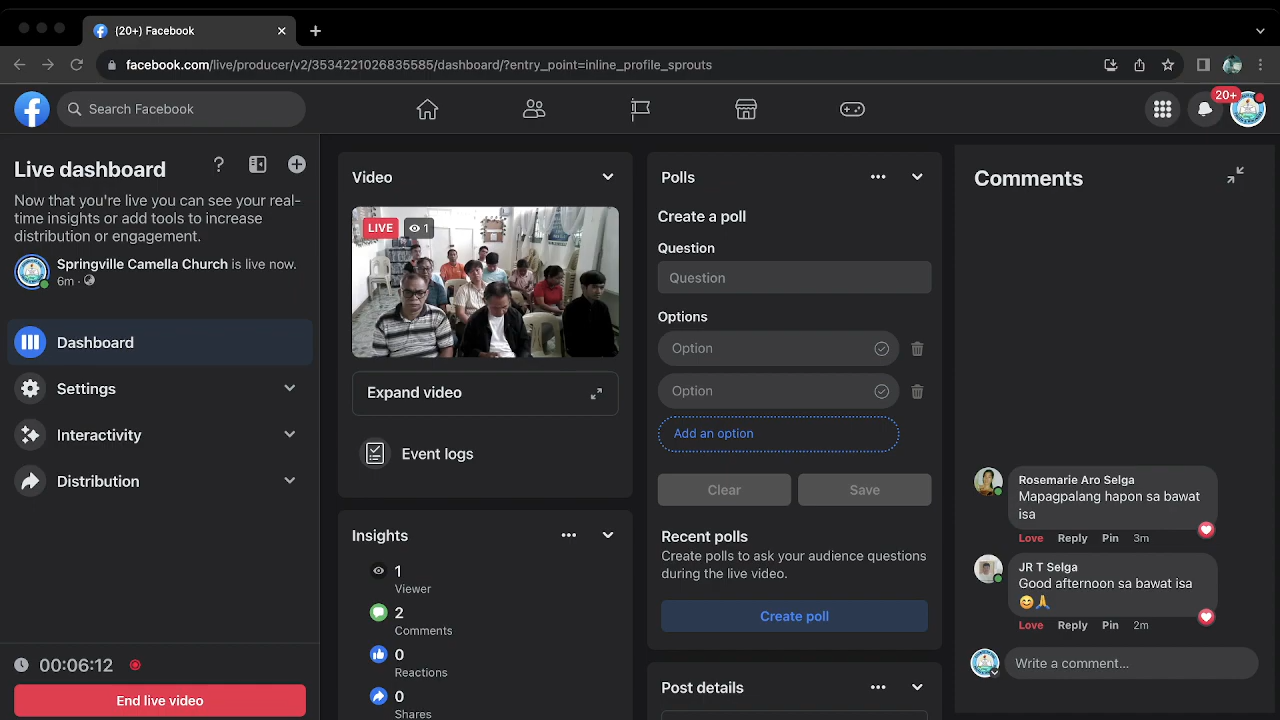 (20+) Facebook
facebook.com/live/producer/v2/3534221026835585/dashboard/?entry_point=inline_profile_sprouts
Search Facebook
20+
Live dashboard
Now that you're live you can see your real-
time insights or add tools to increase
distribution or engagement.
Springville Camella Church is live now.
6m
Dashboard
Settings
Interactivity
Distribution
00:06:12
End live video
Video
LIVE 1
Expand video
Event logs
Insights
1
Viewer
2
Comments
0
Reactions
0
Shares
Polls
Create a poll
Question
Question
Options
Option
Option
Add an option
Clear Save
Recent polls
Create polls to ask your audience questions
during the live video.
Create poll
Post details
Comments
Rosemarie Aro Selga
Mapagpalang hapon sa bawat
isa
Love Reply Pin 3m
JR T Selga
Good afternoon sa bawat isa
😊🙏
Love Reply Pin 2m
Write a comment...